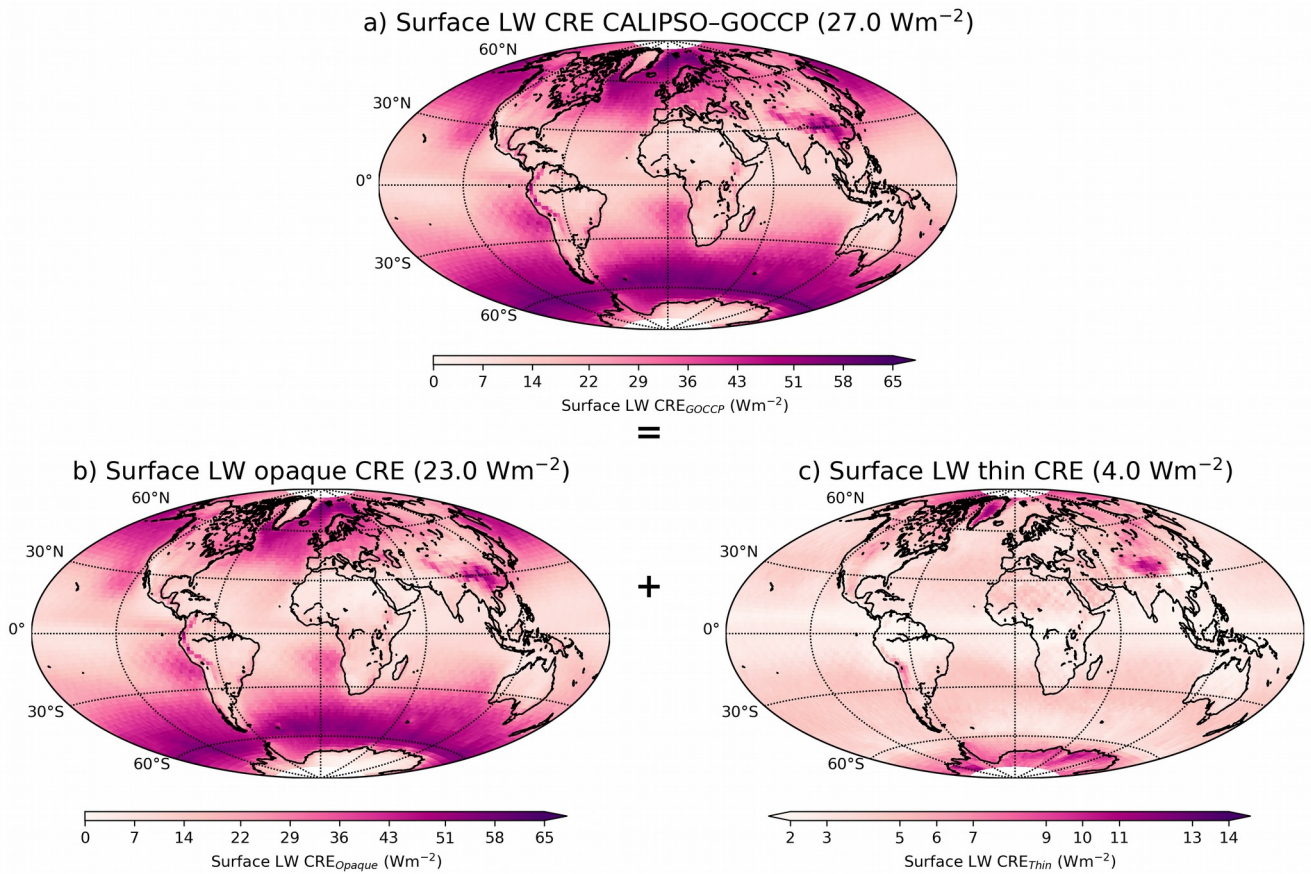 a) Surface LW CRE CALIPSO–GOCCP (27.0 Wm⁻²)
60°N
30°N
0°
30°S
60°S
0 7 14 22 29 36 43 51 58 65
Surface LW CRE_GOCCP (Wm⁻²)
=
b) Surface LW opaque CRE (23.0 Wm⁻²)
60°N
30°N
0°
30°S
60°S
0 7 14 22 29 36 43 51 58 65
Surface LW CRE_Opaque (Wm⁻²)
+
c) Surface LW thin CRE (4.0 Wm⁻²)
60°N
30°N
0°
30°S
60°S
2 3 5 6 7 9 10 11 13 14
Surface LW CRE_Thin (Wm⁻²)